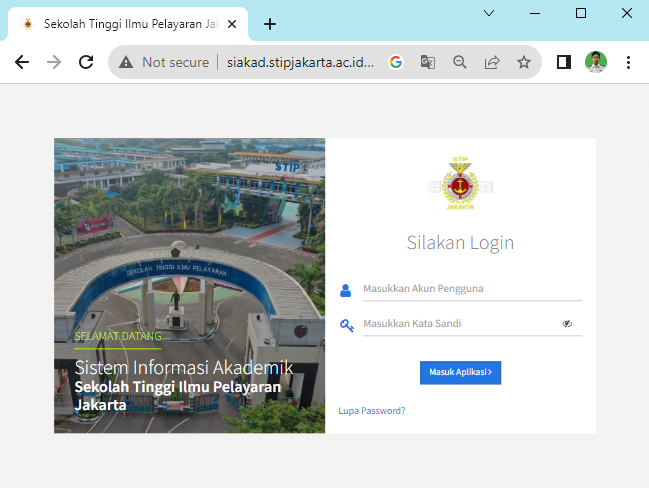 Sekolah Tinggi Ilmu Pelayaran Jak
Not secure
siakad.stipjakarta.ac.id...
STIP
SEKOLAH TINGGI ILMU PELAYARAN
SELAMAT DATANG
Sistem Informasi Akademik
Sekolah Tinggi Ilmu Pelayaran
Jakarta
STIP
JAKARTA
Silakan Login
Masukkan Akun Pengguna
Masukkan Kata Sandi
Masuk Aplikasi >
Lupa Password?